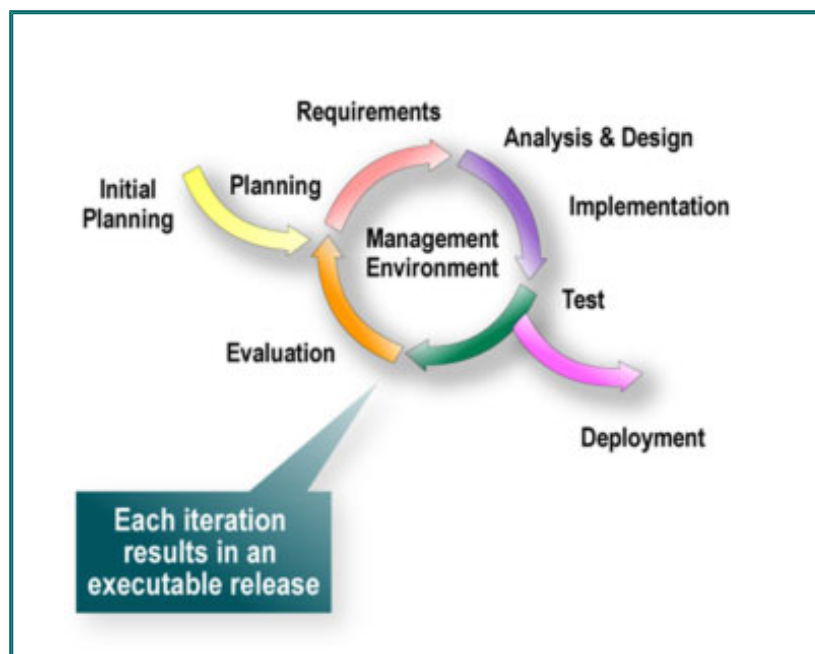 Requirements
Analysis & Design
Initial
Planning
Planning
Implementation
Management
Environment
Test
Evaluation
Deployment
Each iteration
results in an
executable release